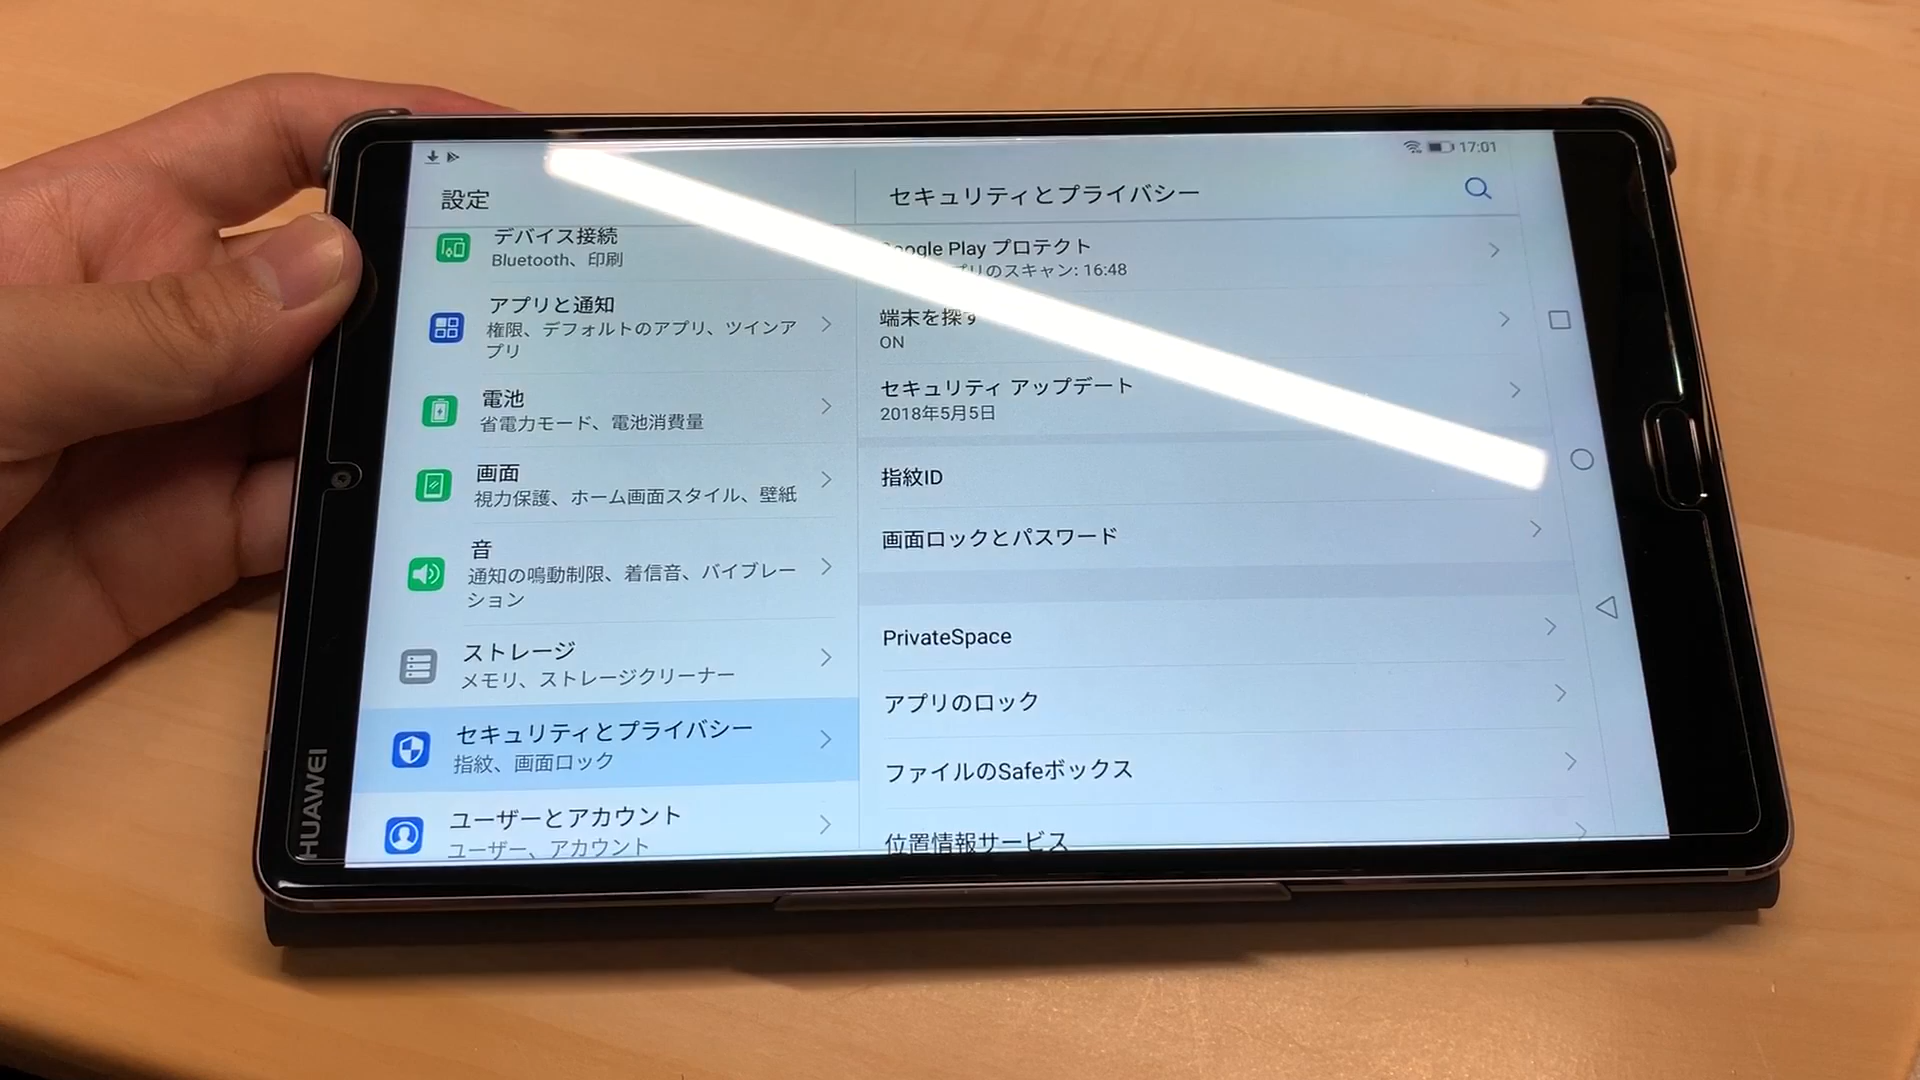 17:01
設定
デバイス接続
Bluetooth、印刷
アプリと通知
権限、デフォルトのアプリ、ツインア
プリ
電池
省電力モード、電池消費量
画面
視力保護、ホーム画面スタイル、壁紙
音
通知の鳴動制限、着信音、バイブレー
ション
ストレージ
メモリ、ストレージクリーナー
セキュリティとプライバシー
指紋、画面ロック
ユーザーとアカウント
ユーザー、アカウント
セキュリティとプライバシー
Google Play プロテクト
プリのスキャン: 16:48
端末を探す
ON
セキュリティ アップデート
2018年5月5日
指紋ID
画面ロックとパスワード
PrivateSpace
アプリのロック
ファイルのSafeボックス
位置情報サービス
HUAWEI